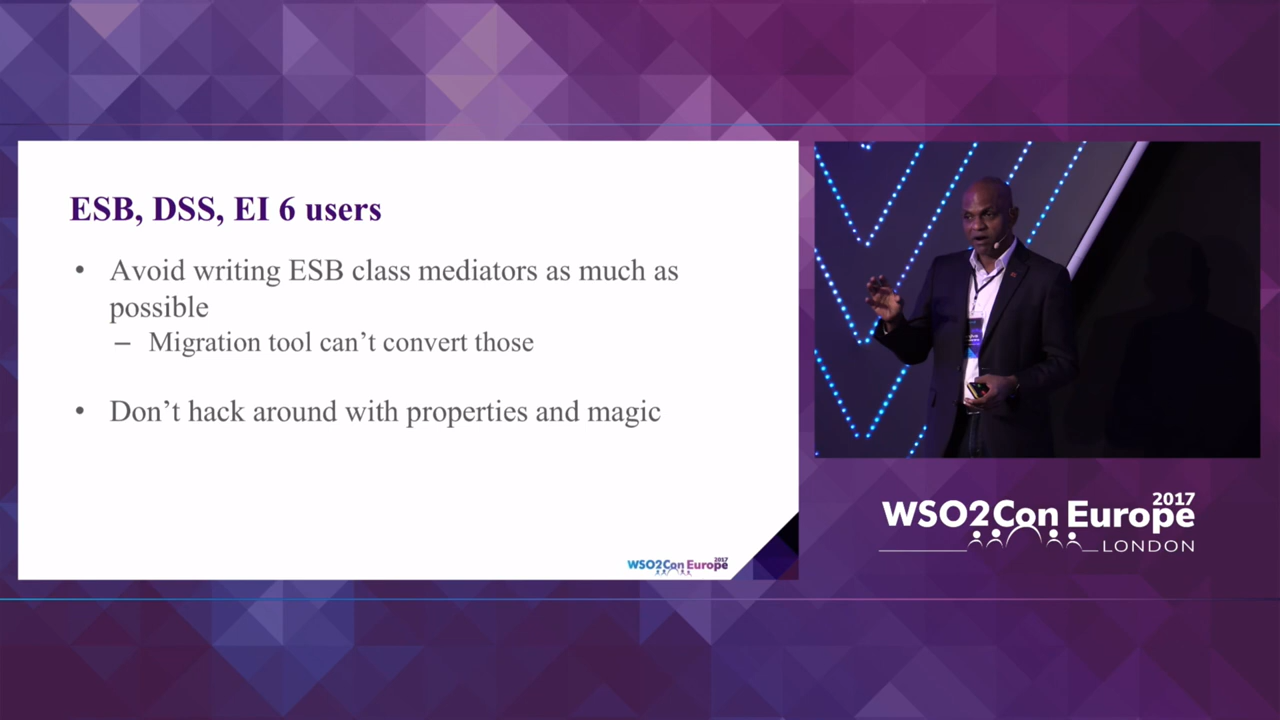 ESB, DSS, EI 6 users
• Avoid writing ESB class mediators as much as
possible
– Migration tool can’t convert those
• Don’t hack around with properties and magic
WSO2Con Europe 2017
2017
WSO2Con Europe
LONDON